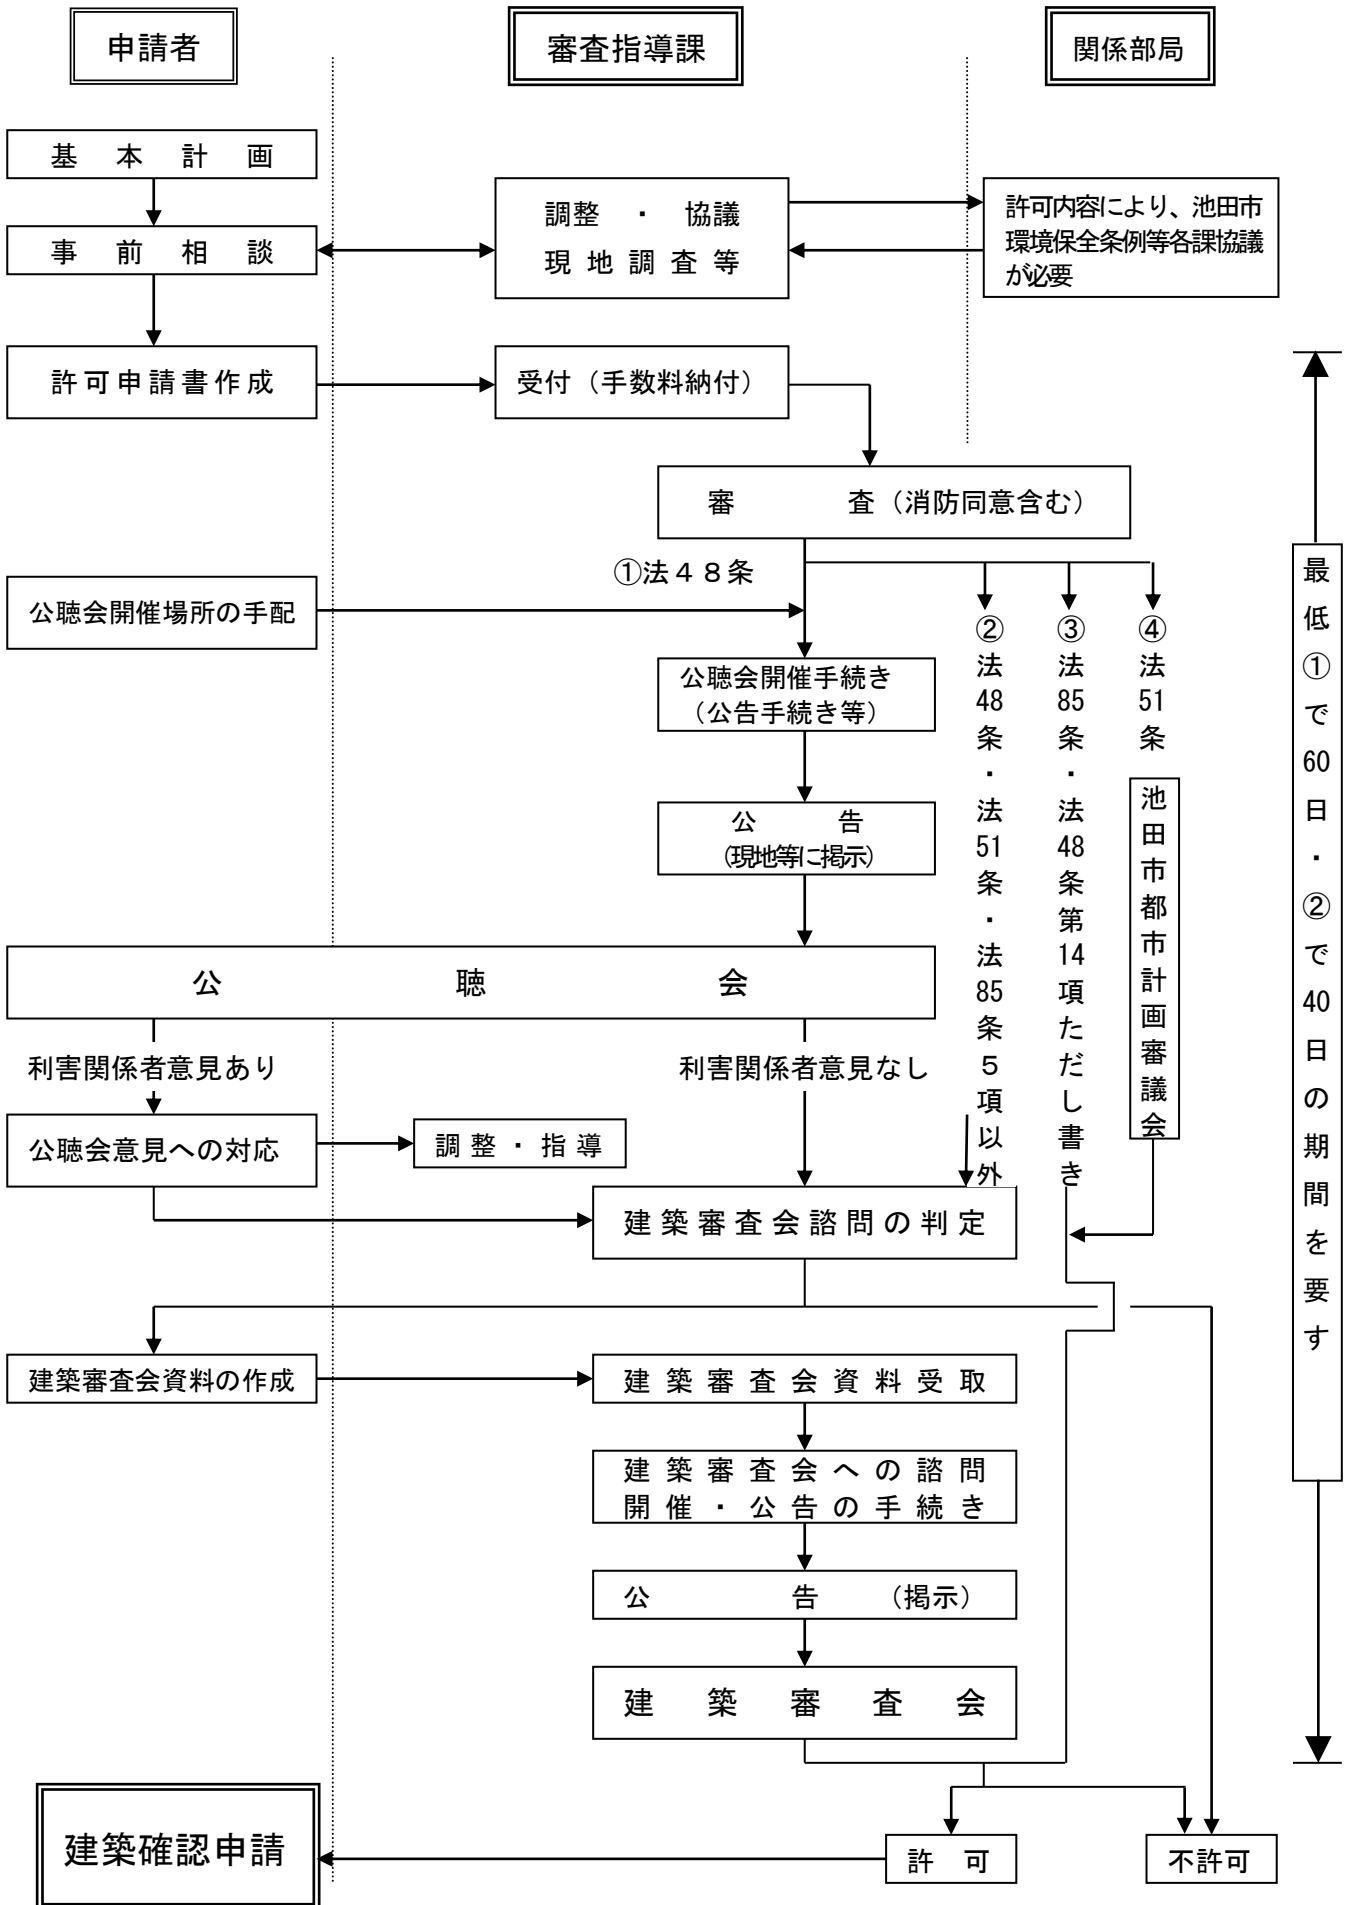 申請者
審査指導課
関係部局
基本計画
事前相談
調整・協議
現地調査等
許可内容により、池田市
環境保全条例等各課協議
が必要
許可申請書作成
受付（手数料納付）
審査（消防同意含む）
①法４８条
公聴会開催場所の手配
公聴会開催手続き
（公告手続き等）
公告
（現地等に掲示）
②法48条・法51条・法85条５項以外
③法85条・法48条第14項ただし書き
④法51条
池田市都市計画審議会
最低①で60日・②で40日の期間を要す
公聴会
利害関係者意見あり
利害関係者意見なし
公聴会意見への対応
調整・指導
建築審査会諮問の判定
建築審査会資料の作成
建築審査会資料受取
建築審査会への諮問
開催・公告の手続き
公告（掲示）
建築審査会
建築確認申請
許可
不許可